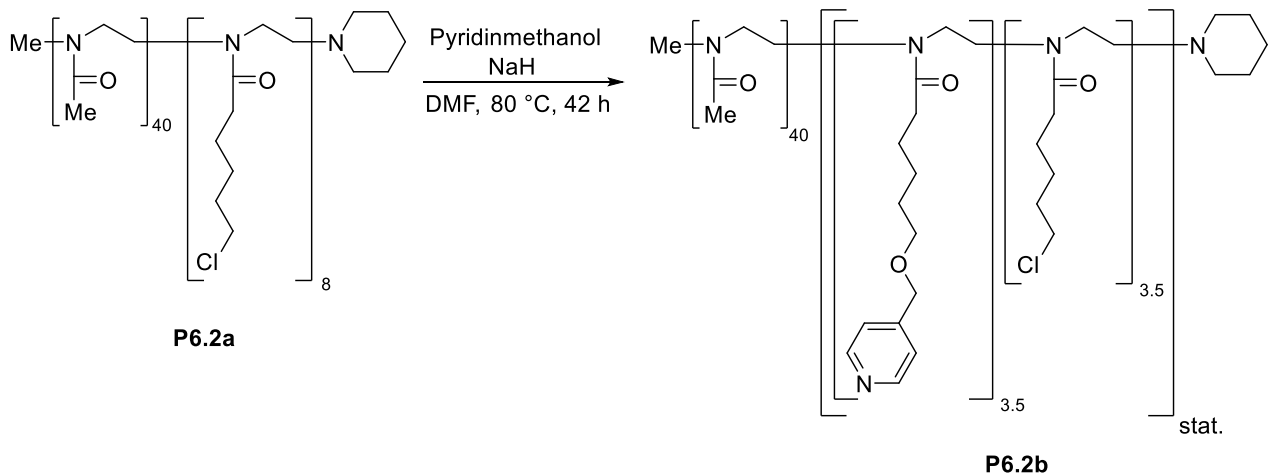 Me
N
O
Me
40
N
O
Cl
8
N
P6.2a
Pyridinmethanol
NaH
DMF, 80 °C, 42 h
Me
N
O
Me
40
N
O
O
N
3.5
N
O
Cl
3.5
N
stat.
P6.2b